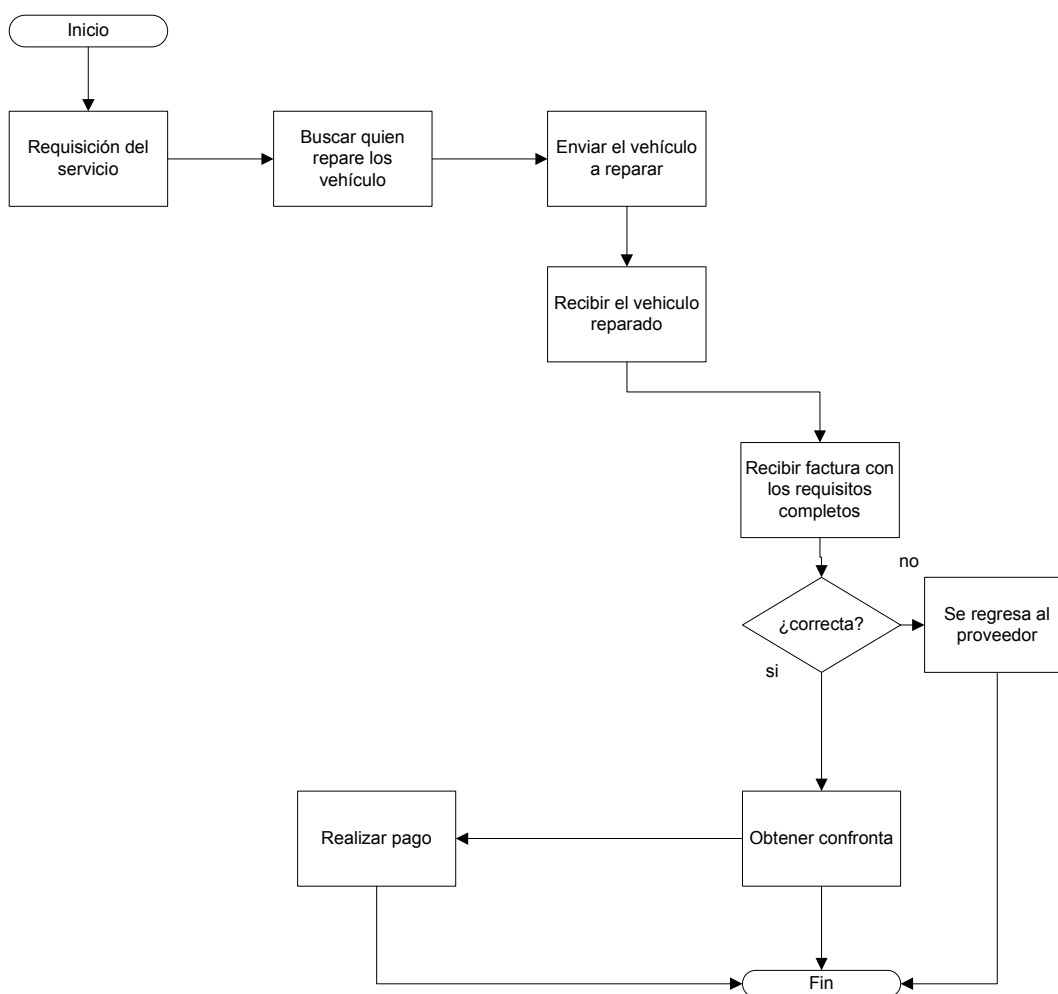 Inicio
Requisición del
servicio
Buscar quien
repare los
vehículo
Enviar el vehículo
a reparar
Recibir el vehiculo
reparado
Recibir factura con
los requisitos
completos
no
¿correcta?
Se regresa al
proveedor
si
Realizar pago
Obtener confronta
Fin